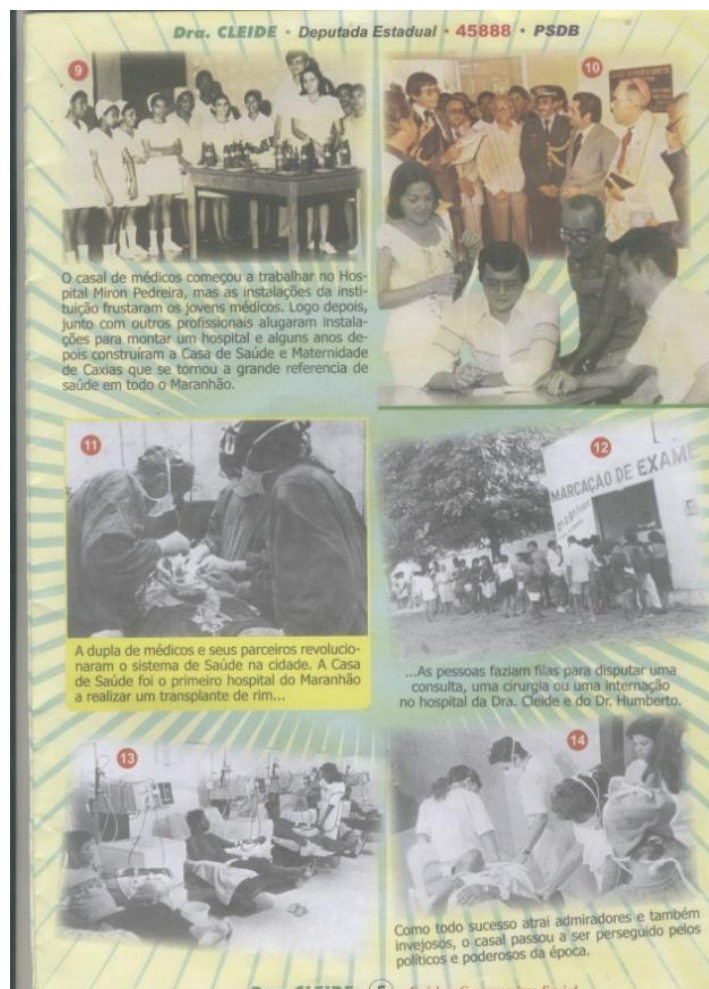 Dra. CLEIDE • Deputada Estadual • 45888 • PSDB
9
10
O casal de médicos começou a trabalhar no Hos-
pital Miron Pedreira, mas as instalações da insti-
tuição frustaram os jovens médicos. Logo depois,
junto com outros profissionais alugaram instala-
ções para montar um hospital e alguns anos de-
pois construíram a Casa de Saúde e Maternidade
de Caxias que se tornou a grande referencia de
saúde em todo o Maranhão.
11
12
MARCAÇÃO DE EXAME
A dupla de médicos e seus parceiros revolucio-
naram o sistema de Saúde na cidade. A Casa
de Saúde foi o primeiro hospital do Maranhão
a realizar um transplante de rim...
...As pessoas faziam filas para disputar uma
consulta, uma cirurgia ou uma internação
no hospital da Dra. Cleide e do Dr. Humberto.
13
14
Como todo sucesso atrai admiradores e também
invejosos, o casal passou a ser perseguido pelos
políticos e poderosos da época.
Dra. CLEIDE 5